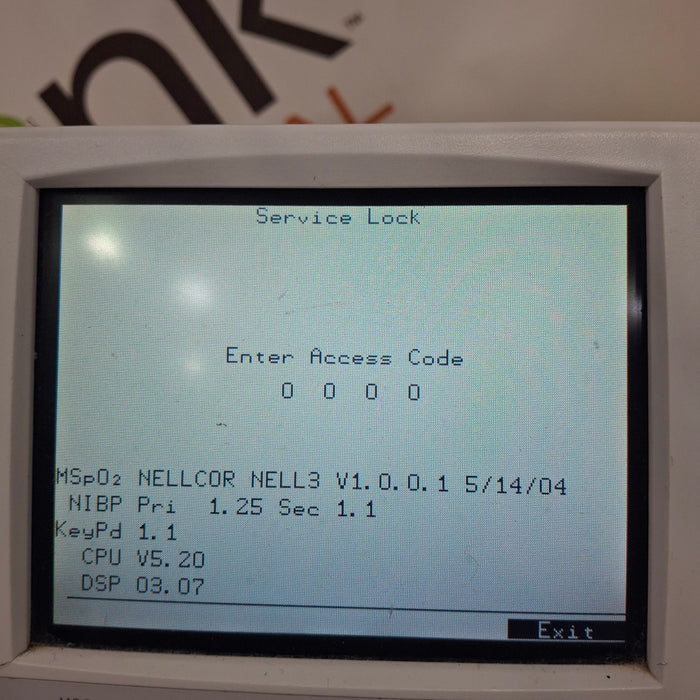 nk™
Service Lock
Enter Access Code
0 0 0 0
MSpO₂ NELLCOR NELL3 V1.0.0.1 5/14/04
NIBP Pri 1.25 Sec 1.1
KeyPd 1.1
CPU V5.20
DSP 03.07
Exit